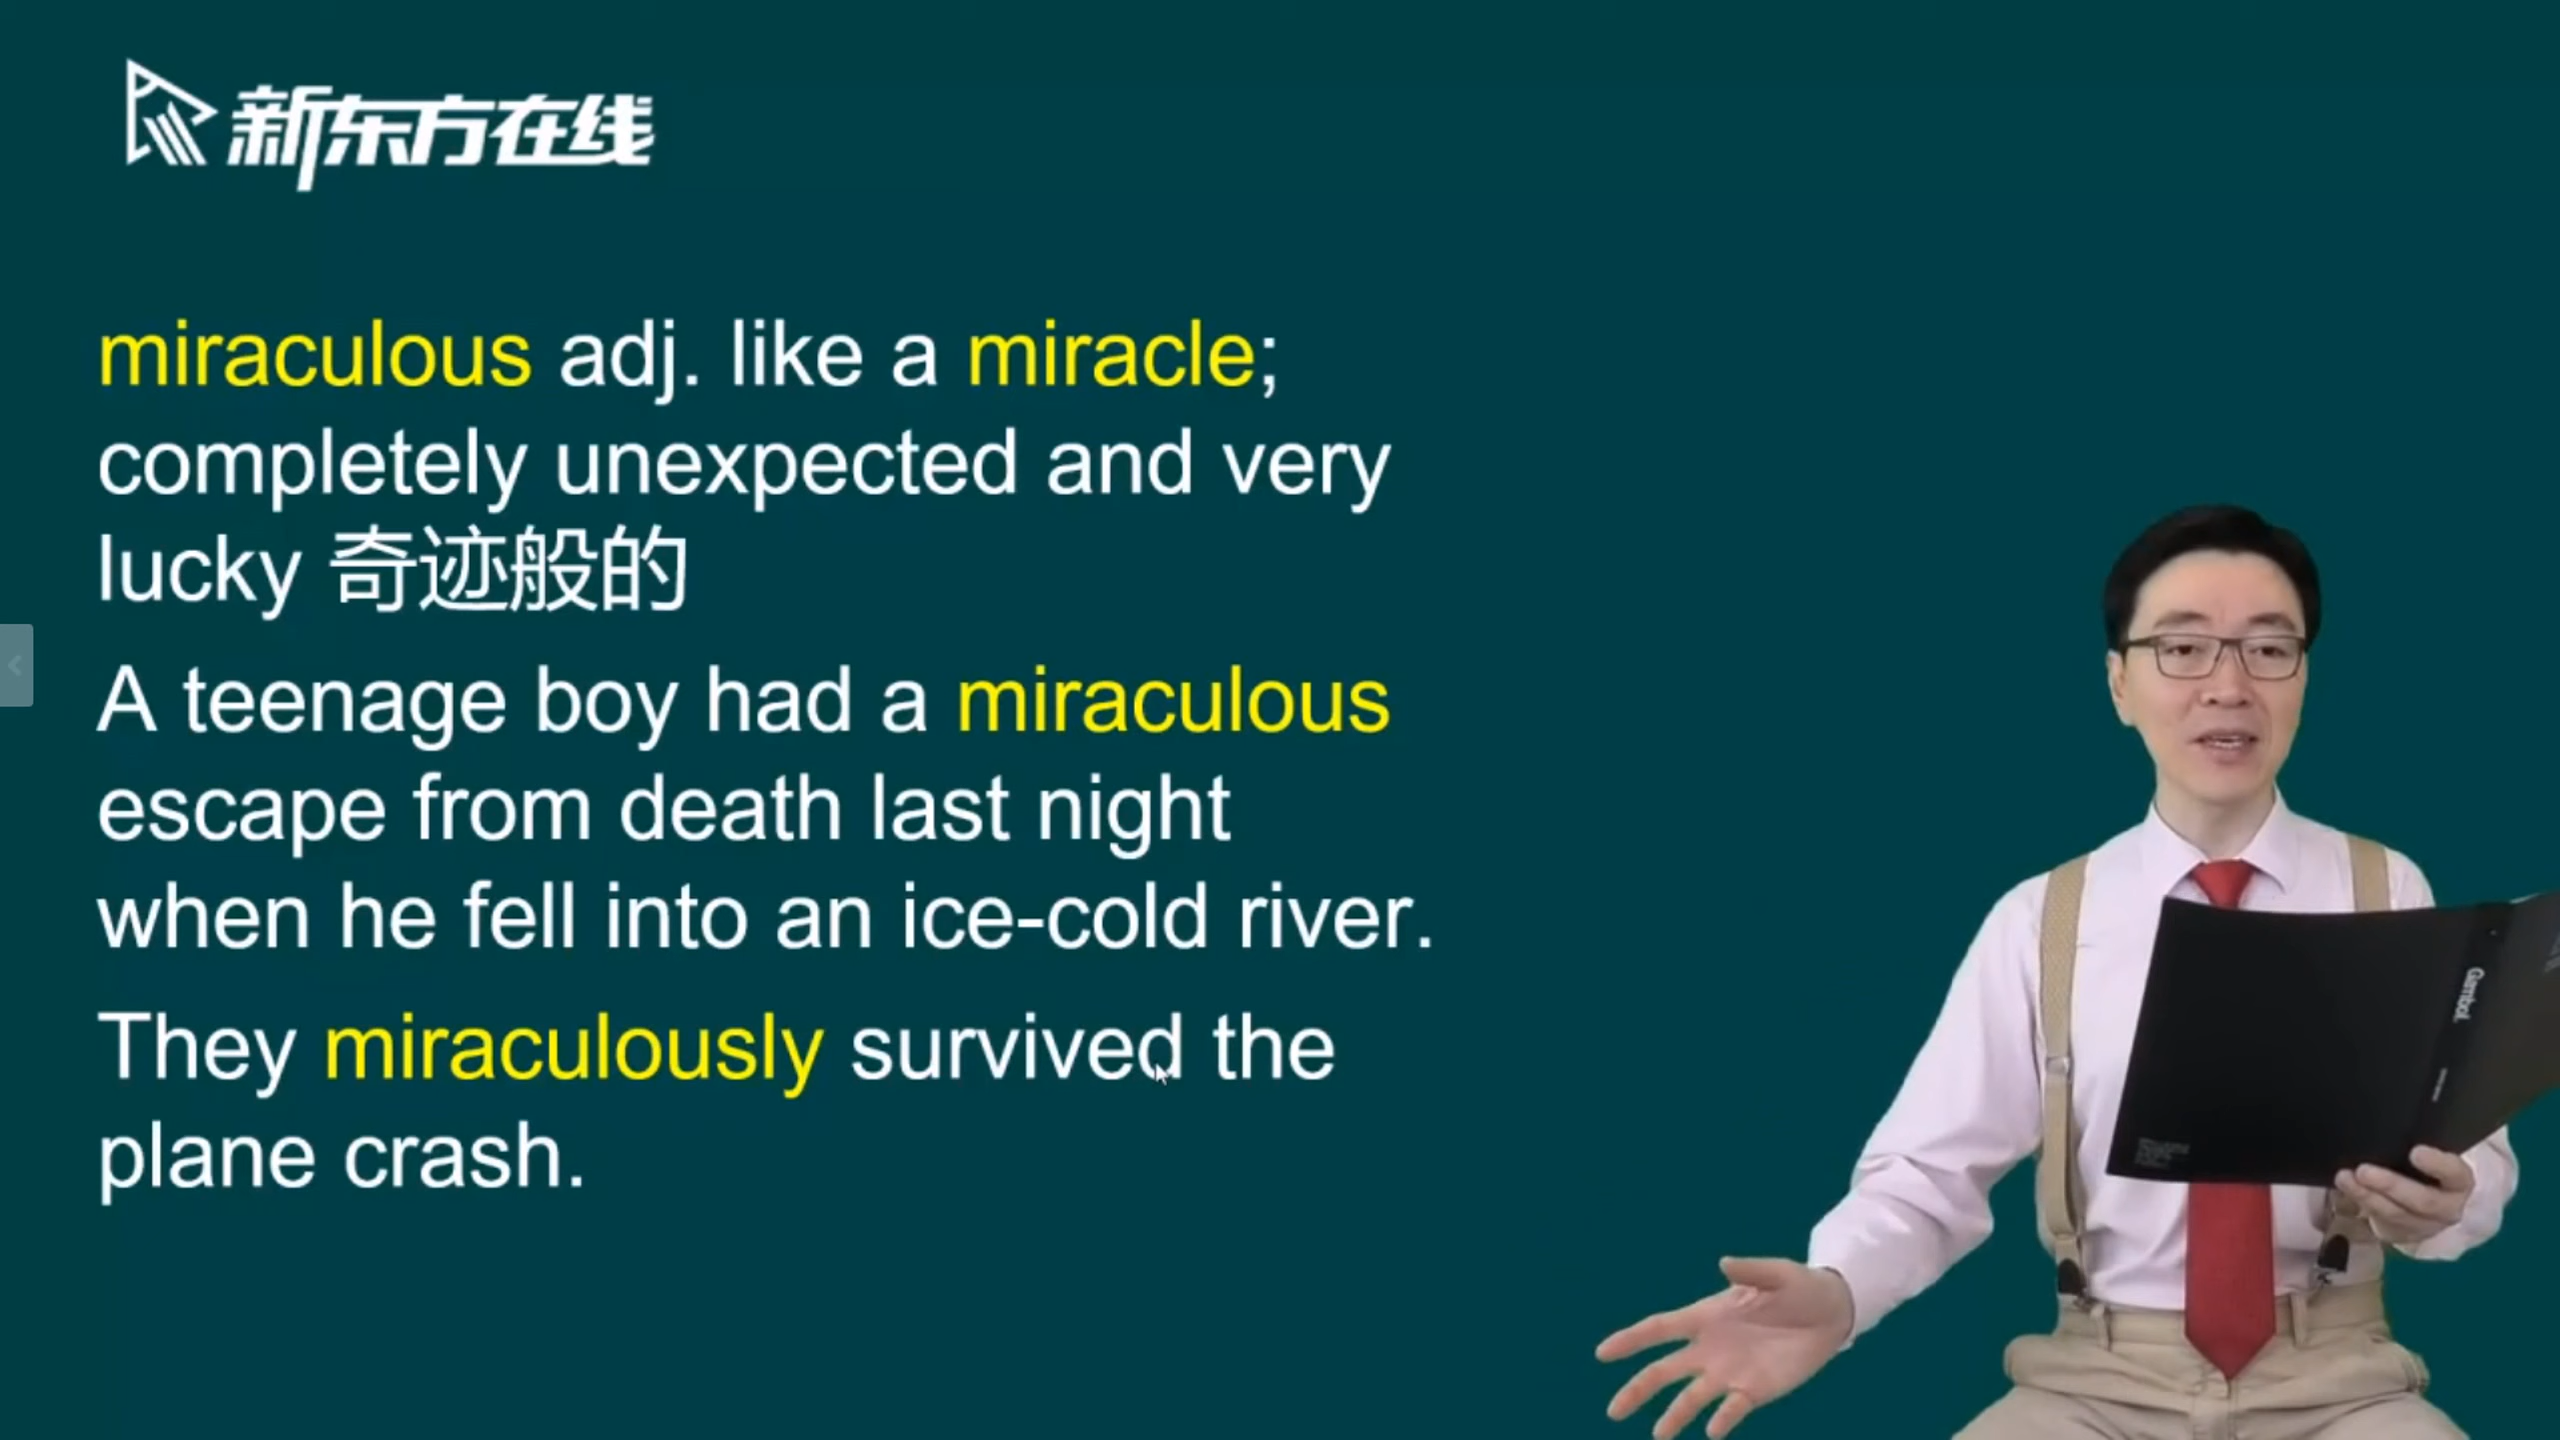 新东方在线
miraculous adj. like a miracle;
completely unexpected and very
lucky 奇迹般的
A teenage boy had a miraculous
escape from death last night
when he fell into an ice-cold river.
They miraculously survived the
plane crash.
Gambol